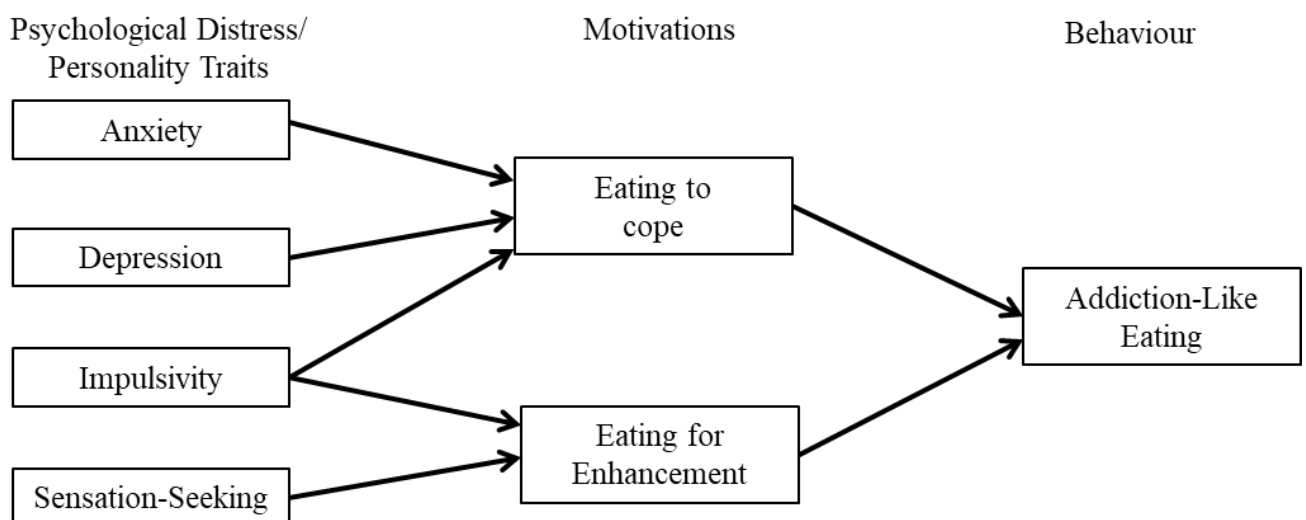 Psychological Distress/
Personality Traits
Motivations
Behaviour
Anxiety
Depression
Impulsivity
Sensation-Seeking
Eating to
cope
Eating for
Enhancement
Addiction-Like
Eating